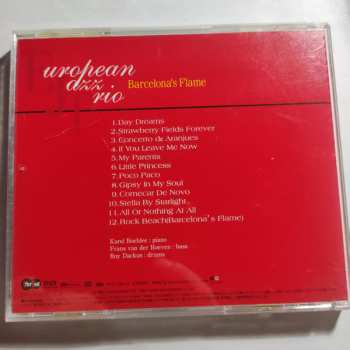 uropean
azz
rio
Barcelona's Flame
1.Day Dreams
2.Strawberry Fields Forever
3.Concerto de Aranjues
4.If You Leave Me Now
5.My Parents
6.Little Princess
7.Poco Paco
8.Gipsy In My Soul
9.Comecar De Novo
10.Stella By Starlight
11.All Or Nothing At All
12.Rock Beach(Barcelona's Flame)
Karel Boehlee : piano
Frans van der Hoeven : bass
Roy Dackus : drums